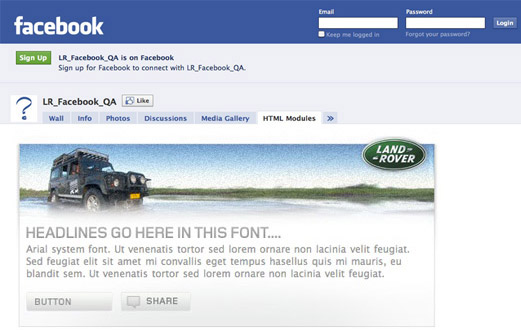 facebook
Email
Password
Login
Keep me logged in
Forgot your password?
Sign Up
LR_Facebook_QA is on Facebook
Sign up for Facebook to connect with LR_Facebook_QA.
?
LR_Facebook_QA
Like
Wall Info Photos Discussions Media Gallery HTML Modules »
LAND
ROVER
HEADLINES GO HERE IN THIS FONT....
Arial system font. Ut venenatis tortor sed lorem ornare non lacinia velit feugiat.
Sed feugiat elit sit amet mi convallis eget tempus hasellus quis mi mauris, eu
blandit sem. Ut venenatis tortor sed lorem ornare non lacinia velit feugiat.
BUTTON
SHARE